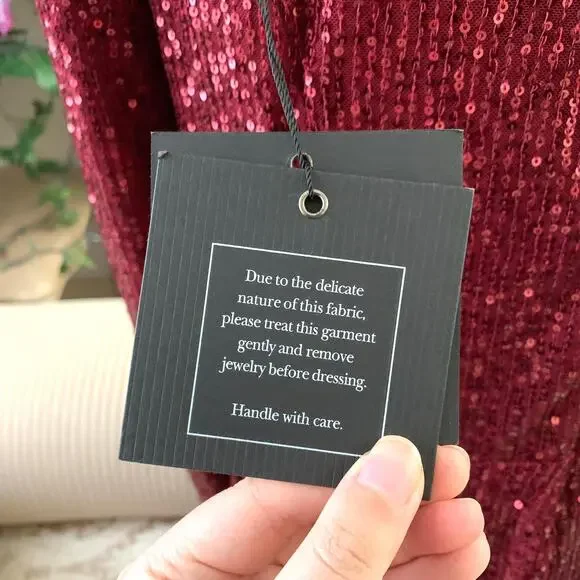 Due to the delicate
nature of this fabric,
please treat this garment
gently and remove
jewelry before dressing.
Handle with care.